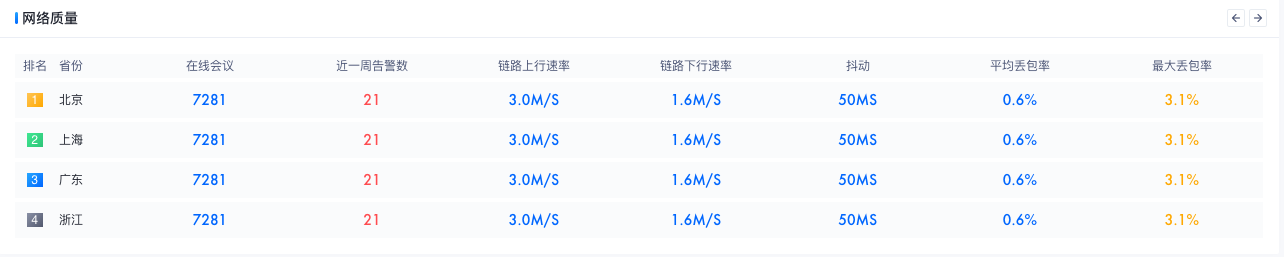 网络质量
排名 省份 在线会议 近一周告警数 链路上行速率 链路下行速率 抖动 平均丢包率 最大丢包率
1 北京 7281 21 3.0M/S 1.6M/S 50MS 0.6% 3.1%
2 上海 7281 21 3.0M/S 1.6M/S 50MS 0.6% 3.1%
3 广东 7281 21 3.0M/S 1.6M/S 50MS 0.6% 3.1%
4 浙江 7281 21 3.0M/S 1.6M/S 50MS 0.6% 3.1%